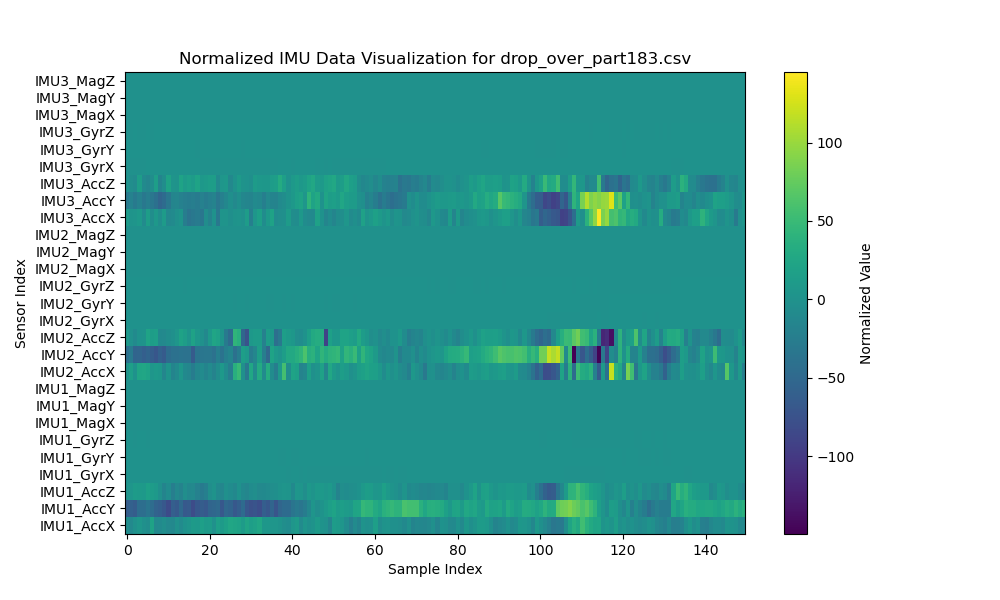 Normalized IMU Data Visualization for drop_over_part183.csv
IMU3_MagZ
IMU3_MagY
IMU3_MagX
IMU3_GyrZ
IMU3_GyrY
IMU3_GyrX
IMU3_AccZ
IMU3_AccY
IMU3_AccX
IMU2_MagZ
IMU2_MagY
IMU2_MagX
IMU2_GyrZ
IMU2_GyrY
IMU2_GyrX
IMU2_AccZ
IMU2_AccY
IMU2_AccX
IMU1_MagZ
IMU1_MagY
IMU1_MagX
IMU1_GyrZ
IMU1_GyrY
IMU1_GyrX
IMU1_AccZ
IMU1_AccY
IMU1_AccX
Sensor Index
0 20 40 60 80 100 120 140
Sample Index
100
50
0
−50
−100
Normalized Value